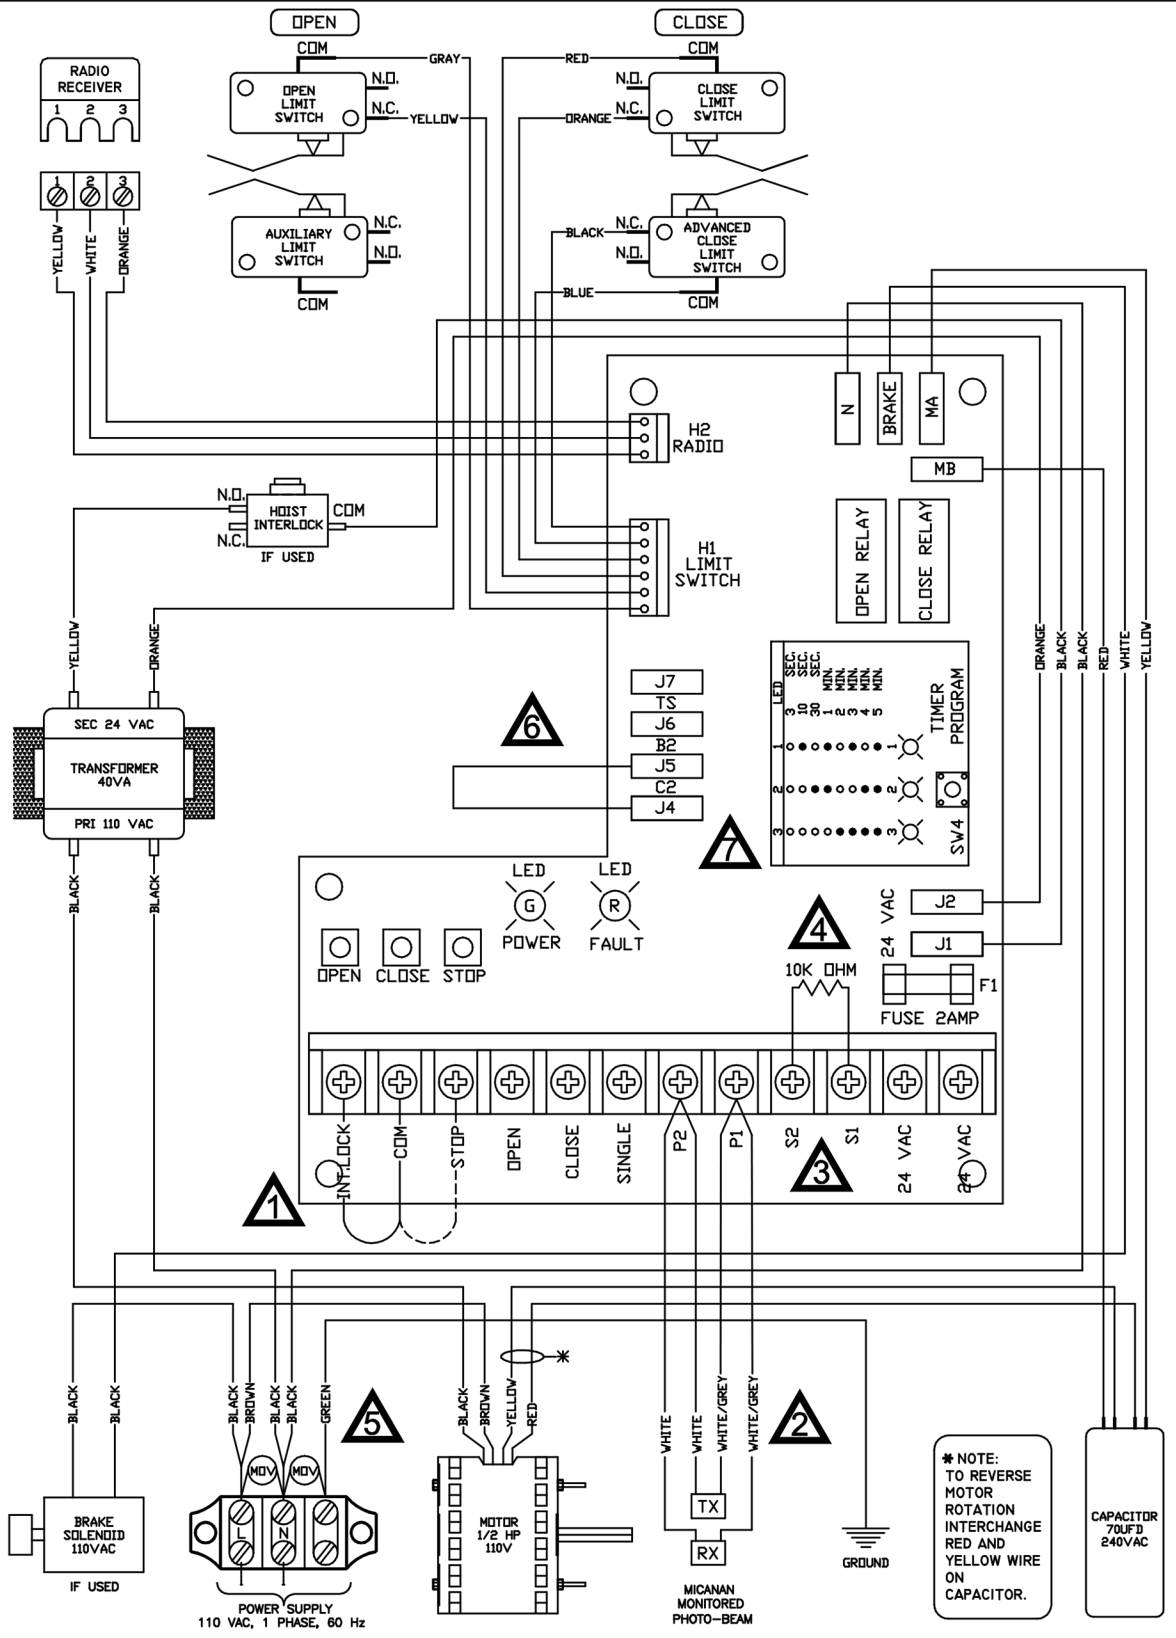 OPEN
CLOSE
COM
COM
GRAY
RED
RADIO
RECEIVER
1 2 3
OPEN
LIMIT
SWITCH
N.O.
N.C.
YELLOW
N.O.
N.C.
ORANGE
CLOSE
LIMIT
SWITCH
1 2 3
YELLOW
WHITE
ORANGE
AUXILIARY
LIMIT
SWITCH
N.C.
N.O.
COM
BLACK
N.C.
N.O.
ADVANCED
CLOSE
LIMIT
SWITCH
BLUE
COM
N
BRAKE
MA
MB
H2
RADIO
N.O.
N.C.
HOIST
INTERLOCK
COM
IF USED
H1
LIMIT
SWITCH
OPEN RELAY
CLOSE RELAY
YELLOW
ORANGE
ORANGE
BLACK
BLACK
RED
WHITE
YELLOW
SEC 24 VAC
TRANSFORMER
40VA
PRI 110 VAC
BLACK
BLACK
6
J7
TS
J6
B2
J5
C2
J4
LED
3 SEC.
10 SEC.
30 SEC.
1 MIN.
2 MIN.
3 MIN.
4 MIN.
5 MIN.
TIMER
PROGRAM
1 1
2 2
3 3
SW4
7
LED
G
POWER
LED
R
FAULT
OPEN
CLOSE
STOP
4
10K OHM
24 VAC
J2
J1
F1
FUSE 2AMP
INT.LOCK
COM
STOP
OPEN
CLOSE
SINGLE
P2
P1
S2
S1
24 VAC
24 VAC
1
3
BLACK
BLACK
BLACK
BROWN
BLACK
BLACK
GREEN
5
BLACK
BROWN
YELLOW
RED
*
WHITE
WHITE
WHITE/GREY
WHITE/GREY
2
MOV
MOV
L
N
BRAKE
SOLENOID
110VAC
IF USED
POWER SUPPLY
110 VAC, 1 PHASE, 60 Hz
MOTOR
1/2 HP
110V
TX
RX
MICANAN
MONITORED
PHOTO-BEAM
GROUND
* NOTE:
TO REVERSE
MOTOR
ROTATION
INTERCHANGE
RED AND
YELLOW WIRE
ON
CAPACITOR.
CAPACITOR
70UFD
240VAC